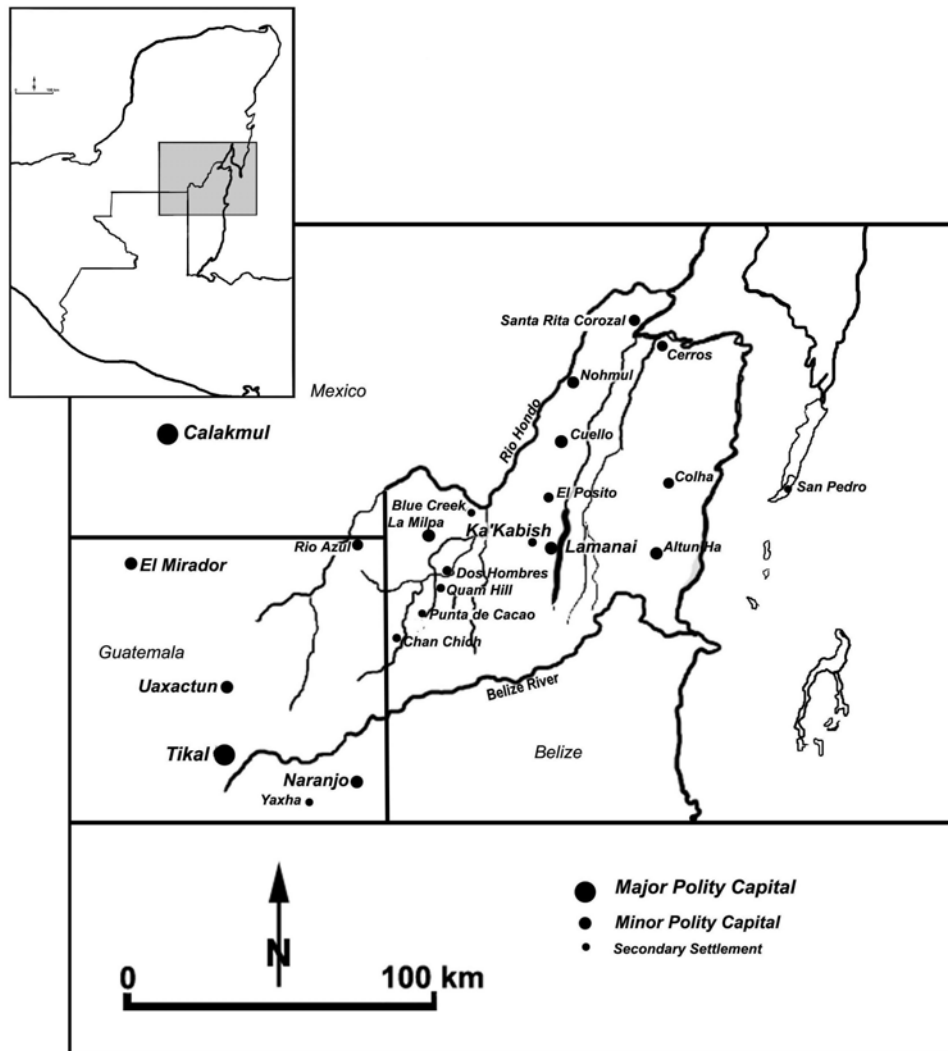 Mexico
Santa Rita Corozal
Cerros
Nohmul
Rio Hondo
Calakmul
Cuello
Colha
San Pedro
El Posito
Blue Creek
La Milpa
Ka'Kabish
Rio Azul
Lamanai
Altun Ha
El Mirador
Dos Hombres
Quam Hill
Punta de Cacao
Chan Chich
Guatemala
Uaxactun
Belize River
Tikal
Belize
Naranjo
Yaxha
Major Polity Capital
Minor Polity Capital
Secondary Settlement
N
0 100 km